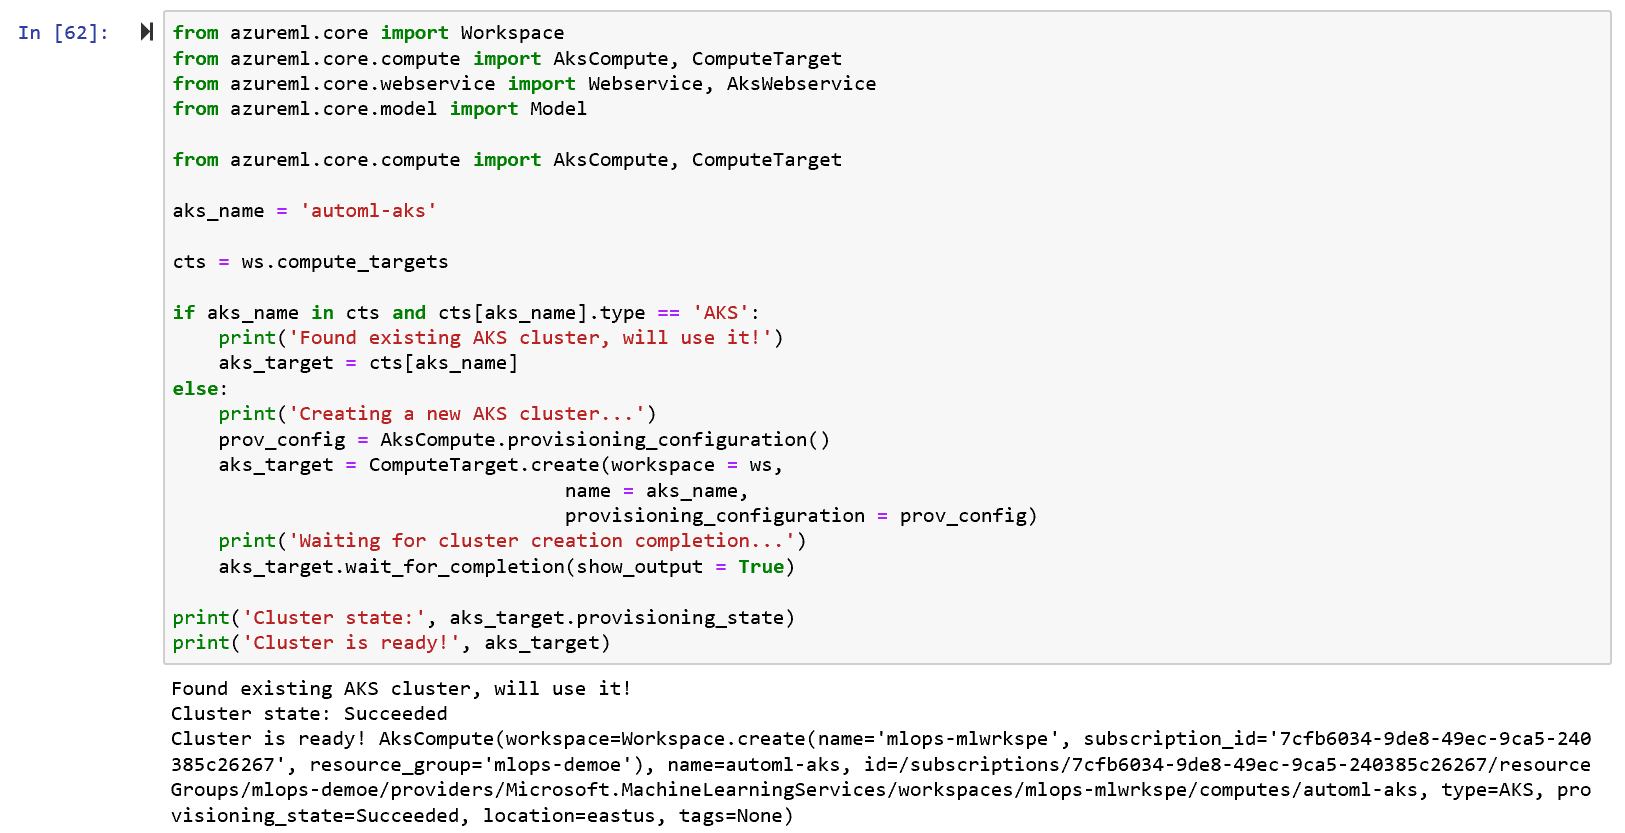 In [62]:
from azureml.core import Workspace
from azureml.core.compute import AksCompute, ComputeTarget
from azureml.core.webservice import Webservice, AksWebservice
from azureml.core.model import Model

from azureml.core.compute import AksCompute, ComputeTarget

aks_name = 'automl-aks'

cts = ws.compute_targets

if aks_name in cts and cts[aks_name].type == 'AKS':
    print('Found existing AKS cluster, will use it!')
    aks_target = cts[aks_name]
else:
    print('Creating a new AKS cluster...')
    prov_config = AksCompute.provisioning_configuration()
    aks_target = ComputeTarget.create(workspace = ws,
                                  name = aks_name,
                                  provisioning_configuration = prov_config)
    print('Waiting for cluster creation completion...')
    aks_target.wait_for_completion(show_output = True)

print('Cluster state:', aks_target.provisioning_state)
print('Cluster is ready!', aks_target)

Found existing AKS cluster, will use it!
Cluster state: Succeeded
Cluster is ready! AksCompute(workspace=Workspace.create(name='mlops-mlwrkspe', subscription_id='7cfb6034-9de8-49ec-9ca5-240
385c26267', resource_group='mlops-demoe'), name=automl-aks, id=/subscriptions/7cfb6034-9de8-49ec-9ca5-240385c26267/resource
Groups/mlops-demoe/providers/Microsoft.MachineLearningServices/workspaces/mlops-mlwrkspe/computes/automl-aks, type=AKS, pro
visioning_state=Succeeded, location=eastus, tags=None)